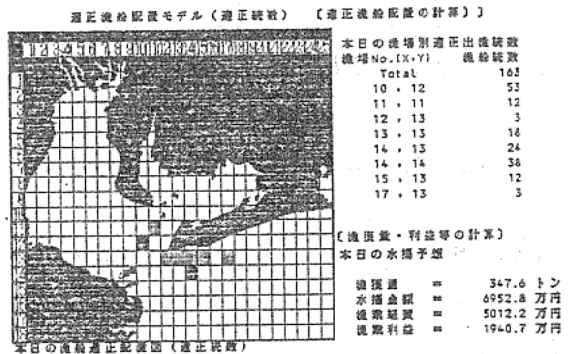 適正漁船配置モデル（適正統数） 〔適正漁船配置の計算〕］
本日の漁場別適正出漁統数
漁場No.(X・Y) 漁船統数
Total 163
10 , 12 53
11 , 11 12
12 , 13 3
13 , 13 18
14 , 13 24
14 , 14 38
15 , 13 12
17 , 13 3
〔漁獲量・利益等の計算〕
本日の水揚予想
漁獲量 = 347.6 トン
水揚金額 = 6952.8 万円
漁業経費 = 5012.2 万円
漁業利益 = 1940.7 万円
本日の漁船適正配置図（適正統数）